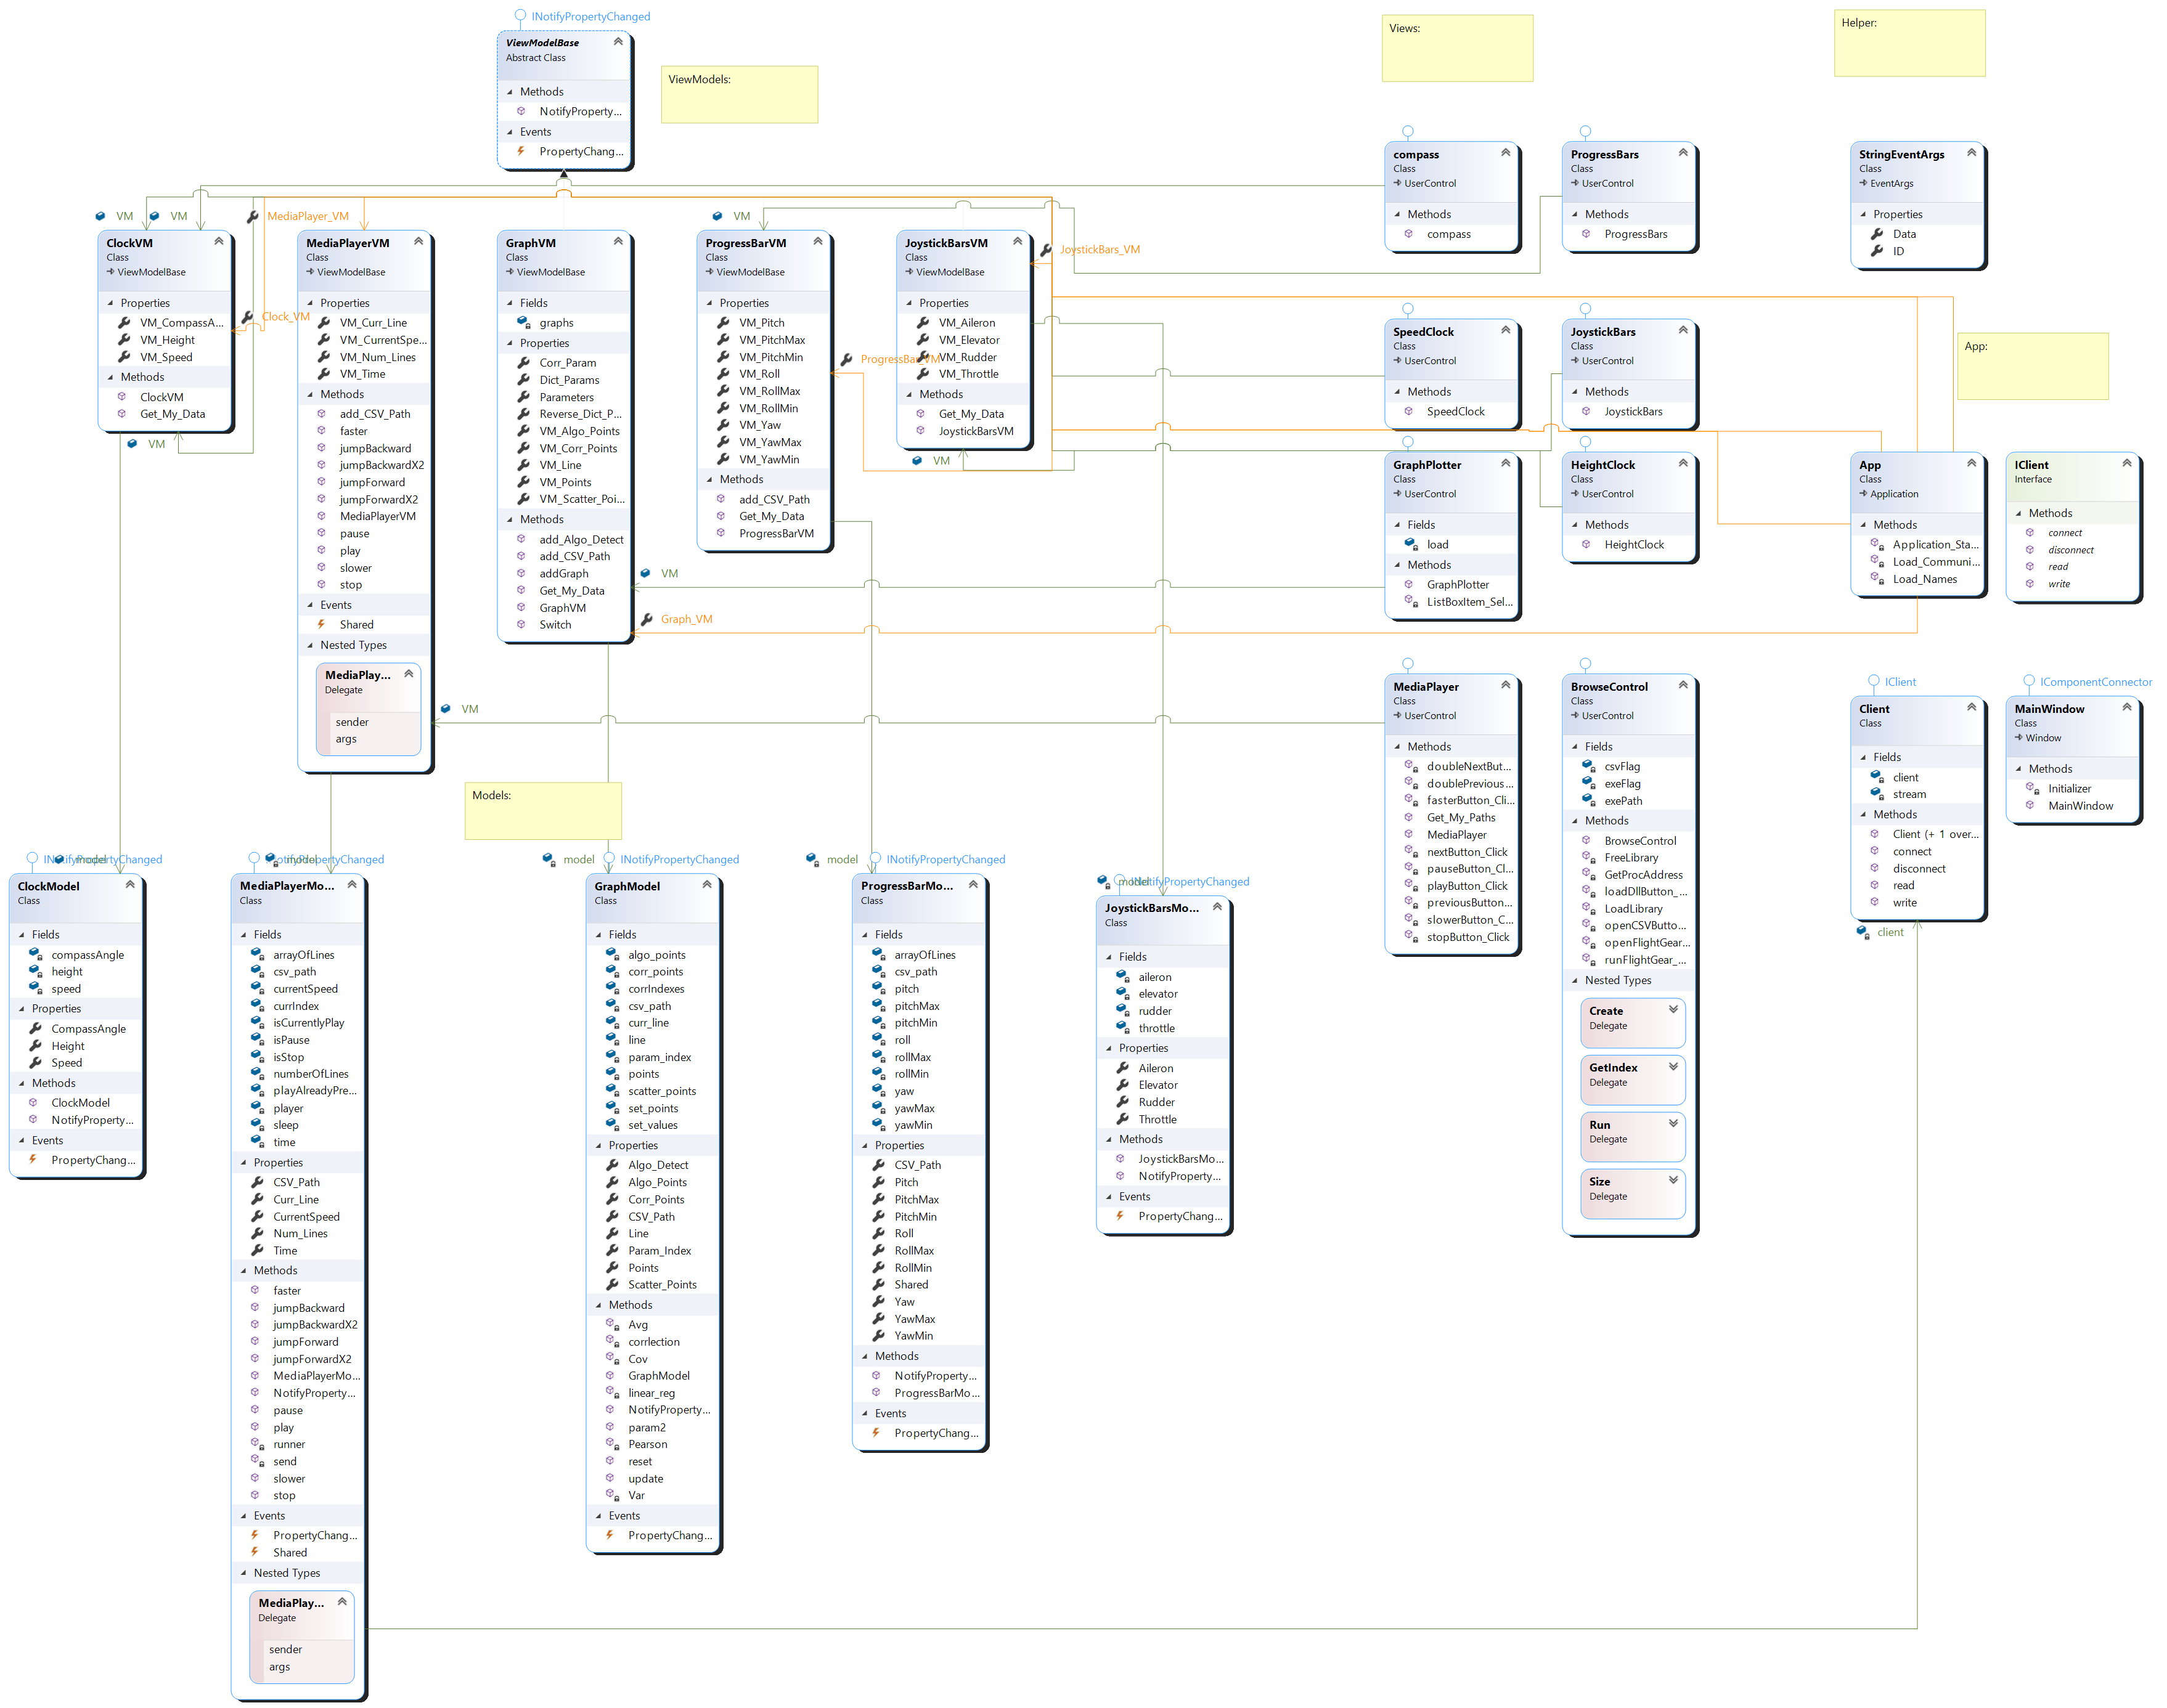 INotifyPropertyChanged
ViewModelBase
Abstract Class
Methods
NotifyProperty...
Events
PropertyChang...
ViewModels:
Views:
Helper:
compass
Class
UserControl
Methods
compass
ProgressBars
Class
UserControl
Methods
ProgressBars
StringEventArgs
Class
EventArgs
Properties
Data
ID
VM
VM
MediaPlayer_VM
VM
JoystickBars_VM
Clock_VM
ProgressBar_VM
ClockVM
Class
ViewModelBase
Properties
VM_CompassA...
VM_Height
VM_Speed
Methods
ClockVM
Get_My_Data
VM
MediaPlayerVM
Class
ViewModelBase
Properties
VM_Curr_Line
VM_CurrentSpe...
VM_Num_Lines
VM_Time
Methods
add_CSV_Path
faster
jumpBackward
jumpBackwardX2
jumpForward
jumpForwardX2
MediaPlayerVM
pause
play
slower
stop
Events
Shared
Nested Types
MediaPlay...
Delegate
sender
args
GraphVM
Class
ViewModelBase
Fields
graphs
Properties
Corr_Param
Dict_Params
Parameters
Reverse_Dict_P...
VM_Algo_Points
VM_Corr_Points
VM_Line
VM_Points
VM_Scatter_Poi...
Methods
add_Algo_Detect
add_CSV_Path
addGraph
Get_My_Data
GraphVM
Switch
ProgressBarVM
Class
ViewModelBase
Properties
VM_Pitch
VM_PitchMax
VM_PitchMin
VM_Roll
VM_RollMax
VM_RollMin
VM_Yaw
VM_YawMax
VM_YawMin
Methods
add_CSV_Path
Get_My_Data
ProgressBarVM
JoystickBarsVM
Class
ViewModelBase
Properties
VM_Aileron
VM_Elevator
VM_Rudder
VM_Throttle
Methods
Get_My_Data
JoystickBarsVM
VM
VM
Graph_VM
VM
SpeedClock
Class
UserControl
Methods
SpeedClock
JoystickBars
Class
UserControl
Methods
JoystickBars
App:
GraphPlotter
Class
UserControl
Fields
load
Methods
GraphPlotter
ListBoxItem_Sel...
HeightClock
Class
UserControl
Methods
HeightClock
App
Class
Application
Methods
Application_Sta...
Load_Communi...
Load_Names
IClient
Interface
Methods
connect
disconnect
read
write
MediaPlayer
Class
UserControl
Methods
doubleNextBut...
doublePrevious...
fasterButton_Cli...
Get_My_Paths
MediaPlayer
nextButton_Click
pauseButton_Cl...
playButton_Click
previousButton...
slowerButton_C...
stopButton_Click
BrowseControl
Class
UserControl
Fields
csvFlag
exeFlag
exePath
Methods
BrowseControl
FreeLibrary
GetProcAddress
loadDllButton_...
LoadLibrary
openCSVButto...
openFlightGear...
runFlightGear_...
Nested Types
Create
Delegate
GetIndex
Delegate
Run
Delegate
Size
Delegate
IClient
Client
Class
Fields
client
stream
Methods
Client (+ 1 over...
connect
disconnect
read
write
client
IComponentConnector
MainWindow
Class
Window
Methods
Initializer
MainWindow
Models:
INotifyPropertyChanged
model
ClockModel
Class
Fields
compassAngle
height
speed
Properties
CompassAngle
Height
Speed
Methods
ClockModel
NotifyProperty...
Events
PropertyChang...
INotifyPropertyChanged
model
MediaPlayerMo...
Class
Fields
arrayOfLines
csv_path
currentSpeed
currIndex
isCurrentlyPlay
isPause
isStop
numberOfLines
playAlreadyPre...
player
sleep
time
Properties
CSV_Path
Curr_Line
CurrentSpeed
Num_Lines
Time
Methods
faster
jumpBackward
jumpBackwardX2
jumpForward
jumpForwardX2
MediaPlayerMo...
NotifyProperty...
pause
play
runner
send
slower
stop
Events
PropertyChang...
Shared
Nested Types
MediaPlay...
Delegate
sender
args
model
INotifyPropertyChanged
GraphModel
Class
Fields
algo_points
corr_points
corrIndexes
csv_path
curr_line
line
param_index
points
scatter_points
set_points
set_values
Properties
Algo_Detect
Algo_Points
Corr_Points
CSV_Path
Line
Param_Index
Points
Scatter_Points
Methods
Avg
corrlection
Cov
GraphModel
linear_reg
NotifyProperty...
param2
Pearson
reset
update
Var
Events
PropertyChang...
model
INotifyPropertyChanged
ProgressBarMo...
Class
Fields
arrayOfLines
csv_path
pitch
pitchMax
pitchMin
roll
rollMax
rollMin
yaw
yawMax
yawMin
Properties
CSV_Path
Pitch
PitchMax
PitchMin
Roll
RollMax
RollMin
Shared
Yaw
YawMax
YawMin
Methods
NotifyProperty...
ProgressBarMo...
Events
PropertyChang...
model
INotifyPropertyChanged
JoystickBarsMo...
Class
Fields
aileron
elevator
rudder
throttle
Properties
Aileron
Elevator
Rudder
Throttle
Methods
JoystickBarsMo...
NotifyProperty...
Events
PropertyChang...